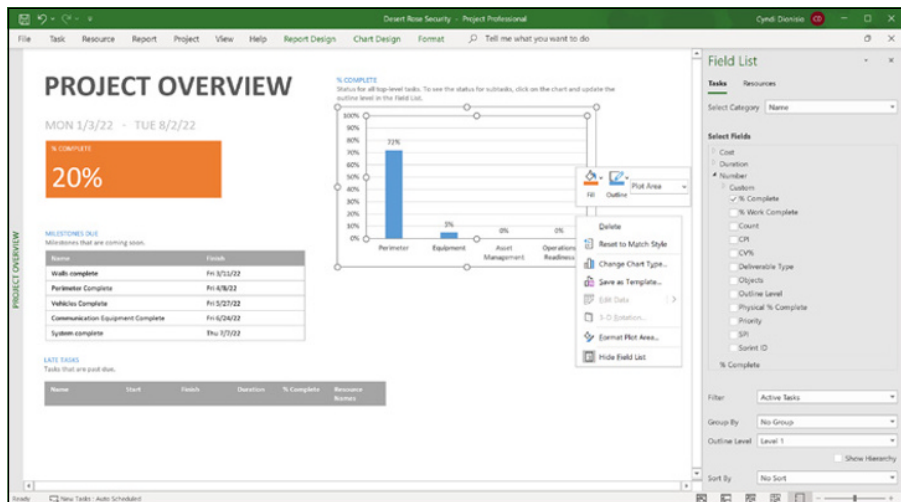 Desert Rose Security - Project Professional
Cyndi Dionisio CD
File Task Resource Report Project View Help Report Design Chart Design Format Tell me what you want to do
PROJECT OVERVIEW
MON 1/3/22 - TUE 8/2/22
% COMPLETE
20%
MILESTONES DUE
Milestones that are coming soon.
Name Finish
Walls complete Fri 3/11/22
Perimeter Complete Fri 4/8/22
Vehicles Complete Fri 5/27/22
Communication Equipment Complete Fri 6/24/22
System complete Thu 7/7/22
LATE TASKS
Tasks that are past due.
Name Start Finish Duration % Complete Resource
Names
% COMPLETE
Status for all top-level tasks. To see the status for subtasks, click on the chart and update the
outline level in the Field List.
100%
90%
80%
70%
60%
50%
40%
30%
20%
10%
0%
72%
5%
0%
0%
Perimeter Equipment Asset Operations
Management Readiness
Fill Outline Plot Area
Delete
Reset to Match Style
Change Chart Type...
Save as Template...
Edit Data
3-D Rotation...
Format Plot Area...
Hide Field List
Field List
Tasks Resources
Select Category Name
Select Fields
Cost
Duration
Number
Custom
% Complete
% Work Complete
Count
CPI
CV%
Deliverable Type
Objects
Outline Level
Physical % Complete
Priority
SPI
Sprint ID
% Complete
Filter Active Tasks
Group By No Group
Outline Level Level 1
Show Hierarchy
Sort By No Sort
PROJECT OVERVIEW
Ready New Tasks : Auto Scheduled